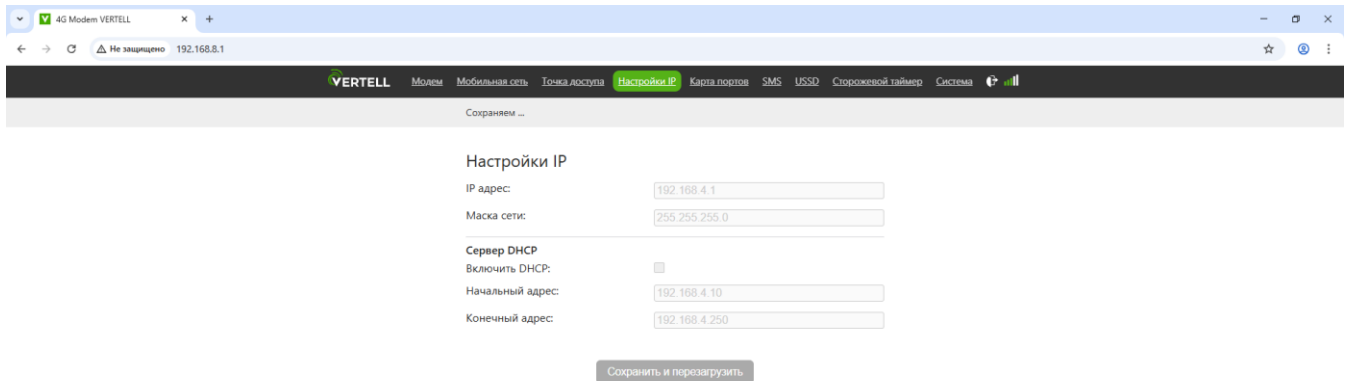 4G Modem VERTELL
Не защищено 192.168.8.1
VERTELL Модем Мобильная сеть Точка доступа Настройки IP Карта портов SMS USSD Сторожевой таймер Система
Сохраняем ...
Настройки IP
IP адрес: 192.168.4.1
Маска сети: 255.255.255.0
Сервер DHCP
Включить DHCP:
Начальный адрес: 192.168.4.10
Конечный адрес: 192.168.4.250
Сохранить и перезагрузить